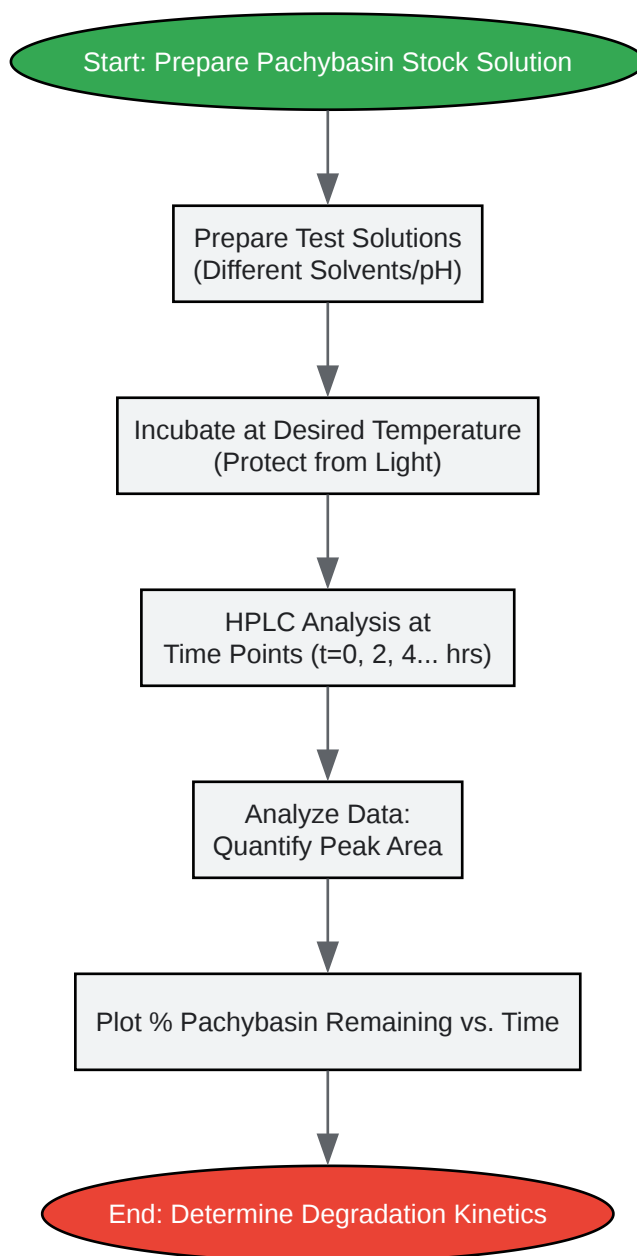 Start: Prepare Pachybasin Stock Solution
Prepare Test Solutions
(Different Solvents/pH)
Incubate at Desired Temperature
(Protect from Light)
HPLC Analysis at
Time Points (t=0, 2, 4... hrs)
Analyze Data:
Quantify Peak Area
Plot % Pachybasin Remaining vs. Time
End: Determine Degradation Kinetics